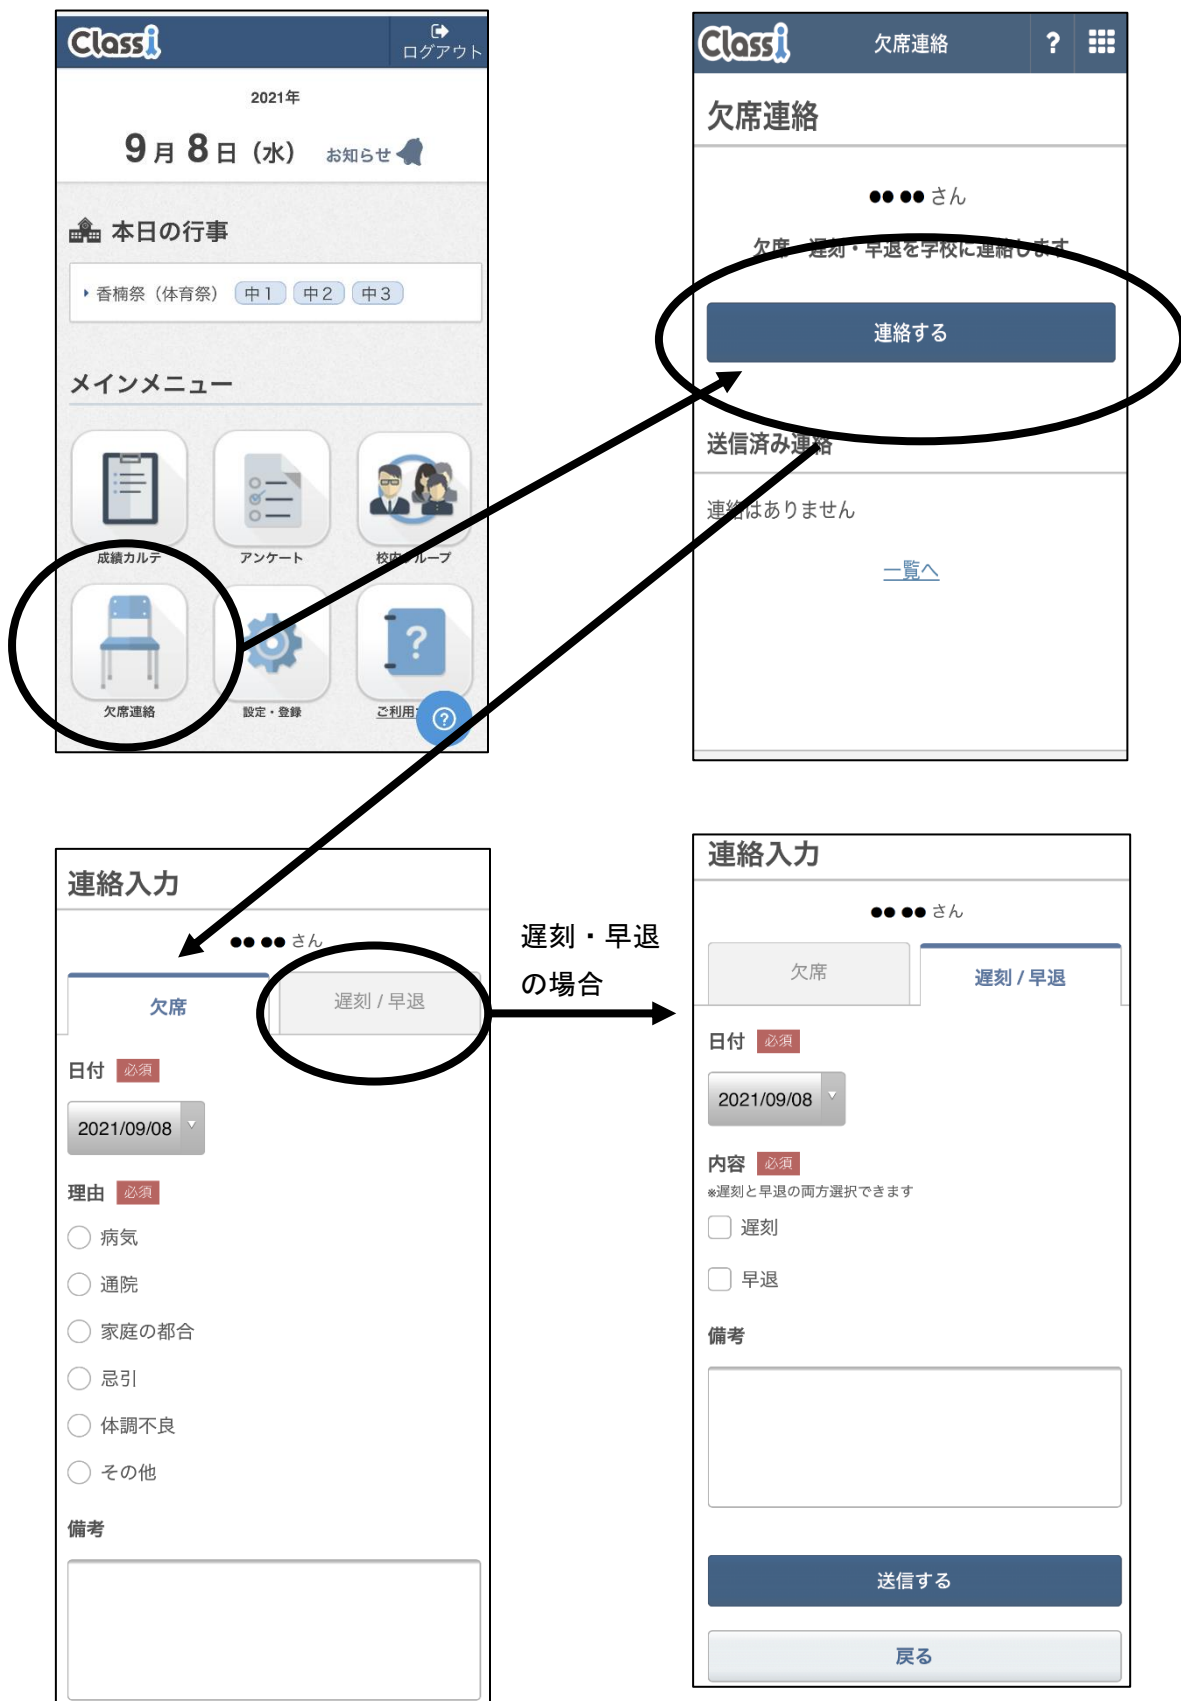 Classi
ログアウト
2021年
9月8日（水） お知らせ
本日の行事
香楠祭（体育祭） 中1 中2 中3
メインメニュー
成績カルテ アンケート 校内グループ
欠席連絡 設定・登録 ご利用
?
Classi 欠席連絡 ?
欠席連絡
●● ●● さん
欠席・遅刻・早退を学校に連絡します
連絡する
送信済み連絡
連絡はありません
一覧へ
連絡入力
●● ●● さん
欠席 遅刻 / 早退
日付 必須
2021/09/08
理由 必須
病気
通院
家庭の都合
忌引
体調不良
その他
備考
遅刻・早退
の場合
連絡入力
●● ●● さん
欠席 遅刻 / 早退
日付 必須
2021/09/08
内容 必須
※遅刻と早退の両方選択できます
遅刻
早退
備考
送信する
戻る